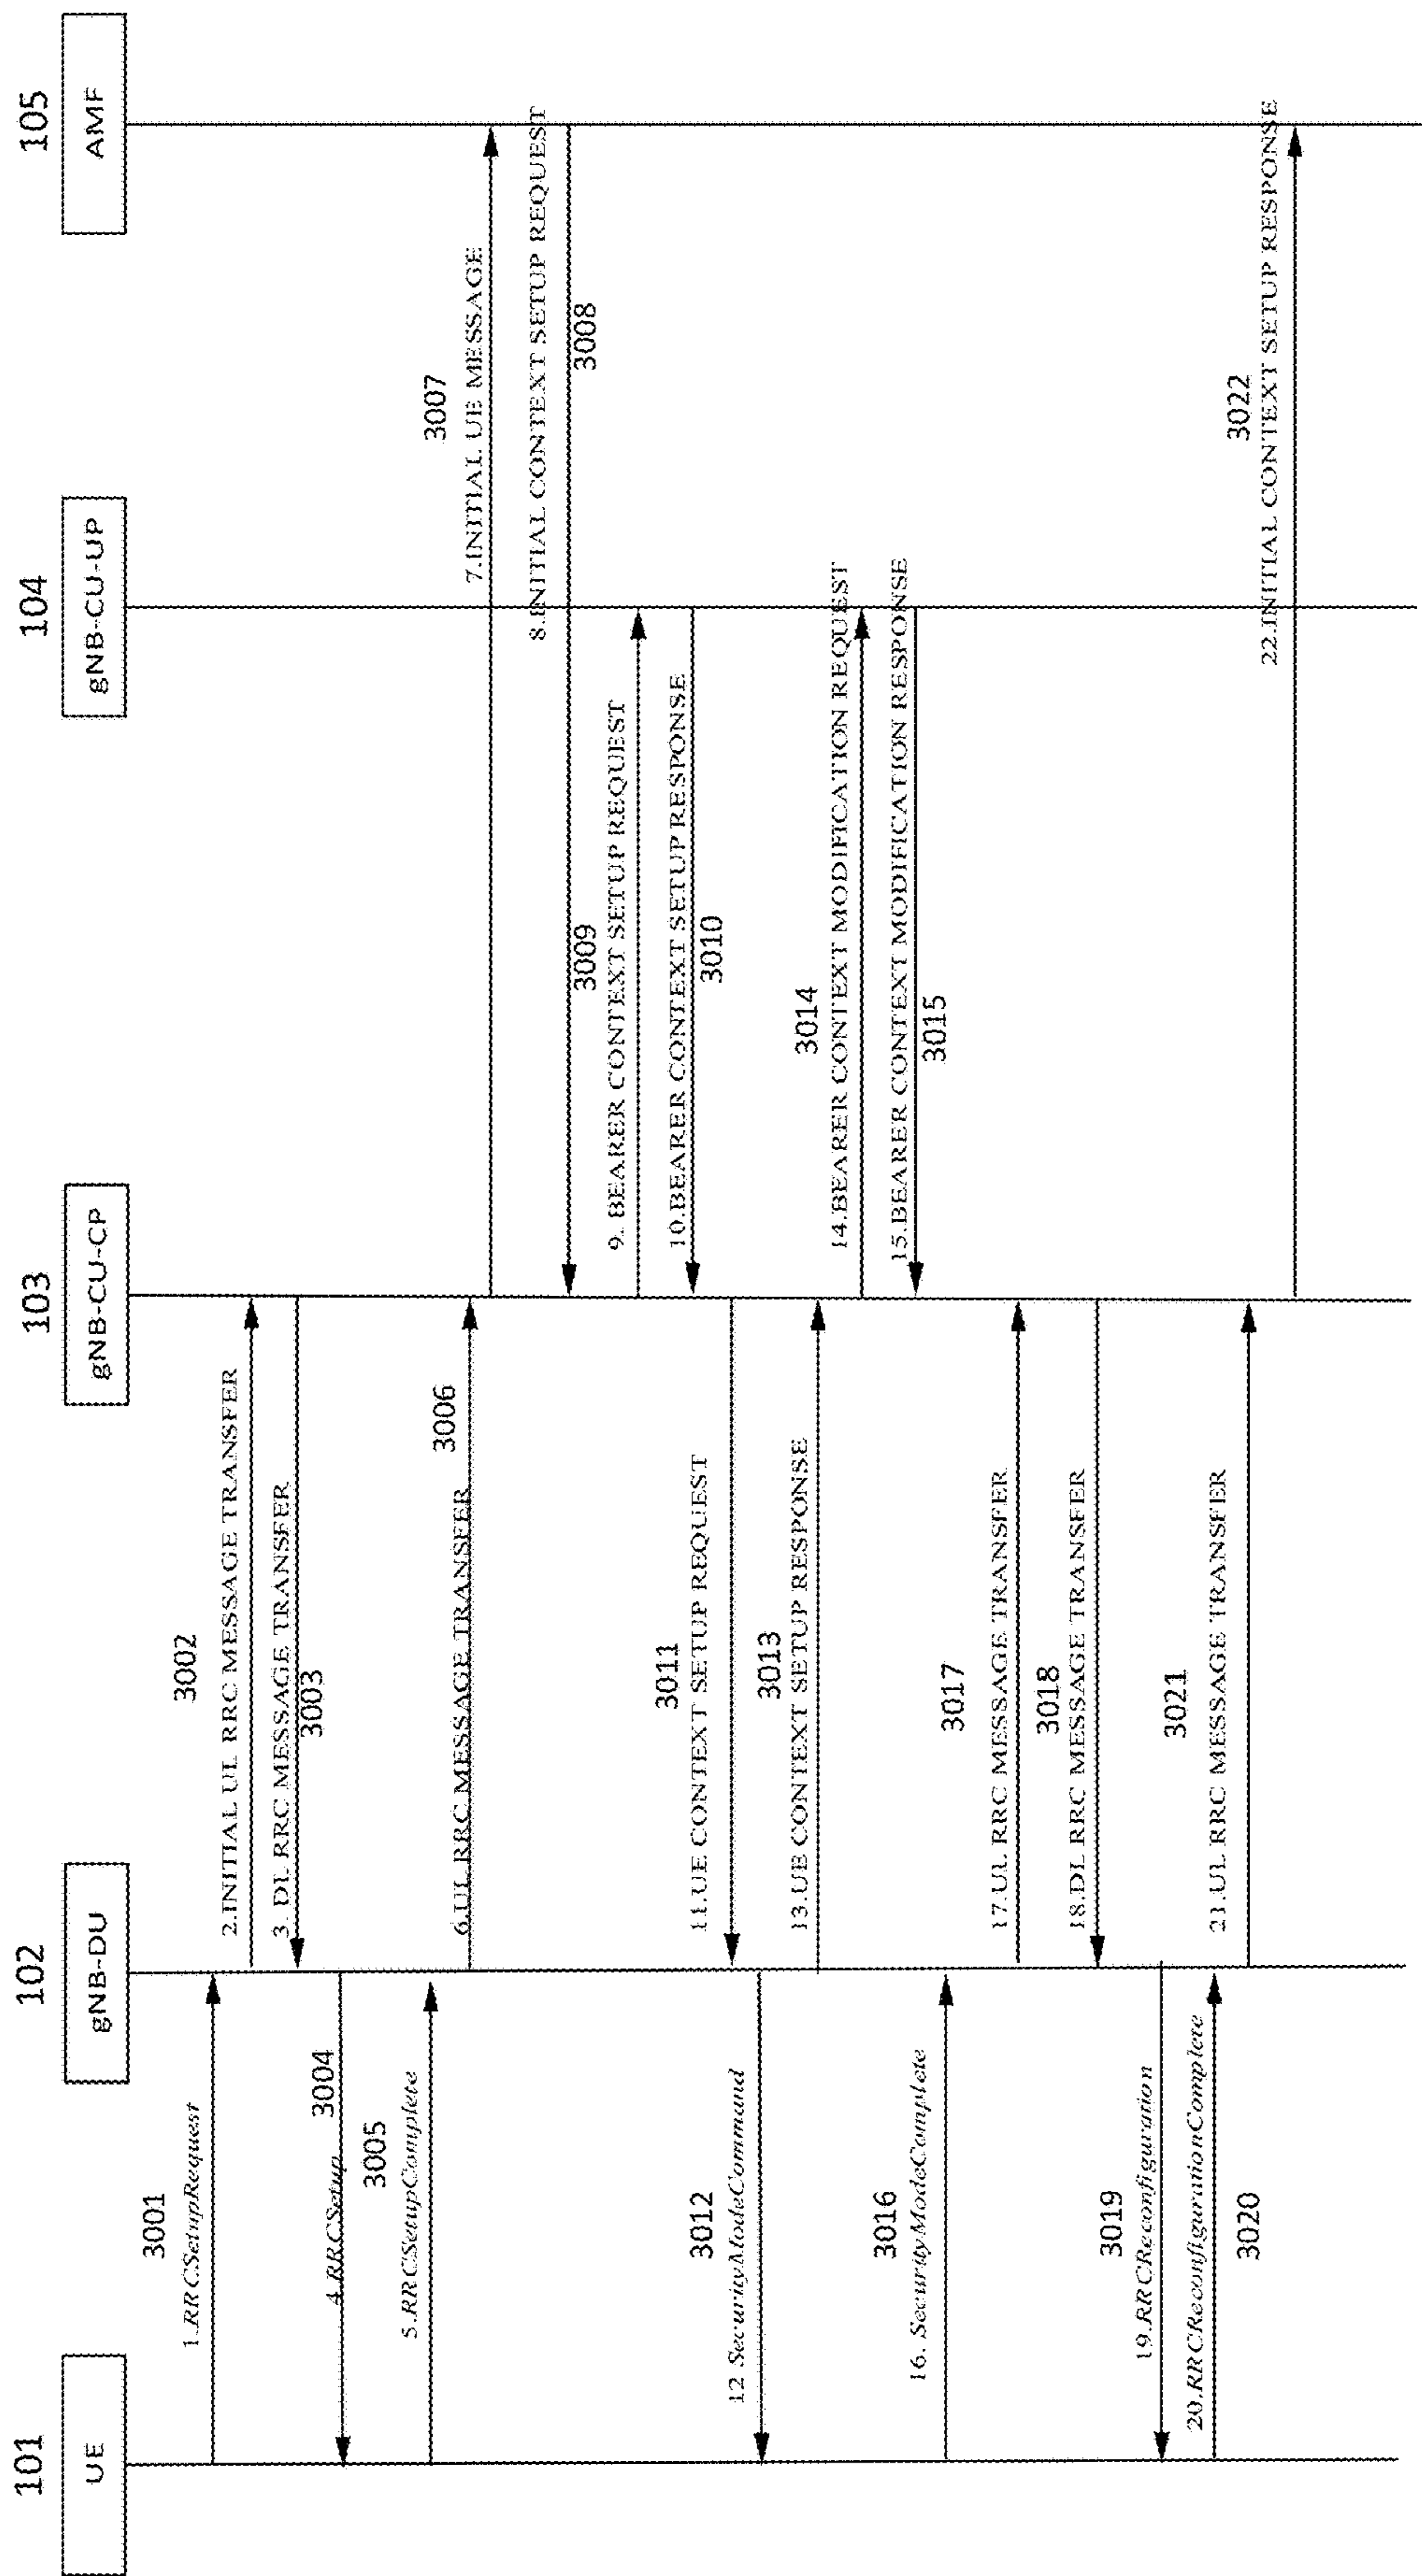 101
UE
102
gNB-DU
103
gNB-CU-CP
104
gNB-CU-UP
105
AMF
3001
1.RRCSetupRequest
3002
2.INITIAL UL RRC MESSAGE TRANSFER
3. DL RRC MESSAGE TRANSFER
3003
3004
4.RRCSetup
3005
5.RRCSetupComplete
3006
6.UL RRC MESSAGE TRANSFER
3007
7.INITIAL UE MESSAGE
8.INITIAL CONTEXT SETUP REQUEST
3008
3009
9. BEARER CONTEXT SETUP REQUEST
10.BEARER CONTEXT SETUP RESPONSE
3010
3011
11.UE CONTEXT SETUP REQUEST
3012
12 SecurityModeCommand
3013
13.UE CONTEXT SETUP RESPONSE
3014
14.BEARER CONTEXT MODIFICATION REQUEST
15.BEARER CONTEXT MODIFICATION RESPONSE
3015
3016
16. SecurityModeComplete
3017
17.UL RRC MESSAGE TRANSFER
3018
18.DL RRC MESSAGE TRANSFER
3019
19.RRCReconfiguration
20.RRCReconfigurationComplete
3020
3021
21.UL RRC MESSAGE TRANSFER
3022
22.INITIAL CONTEXT SETUP RESPONSE